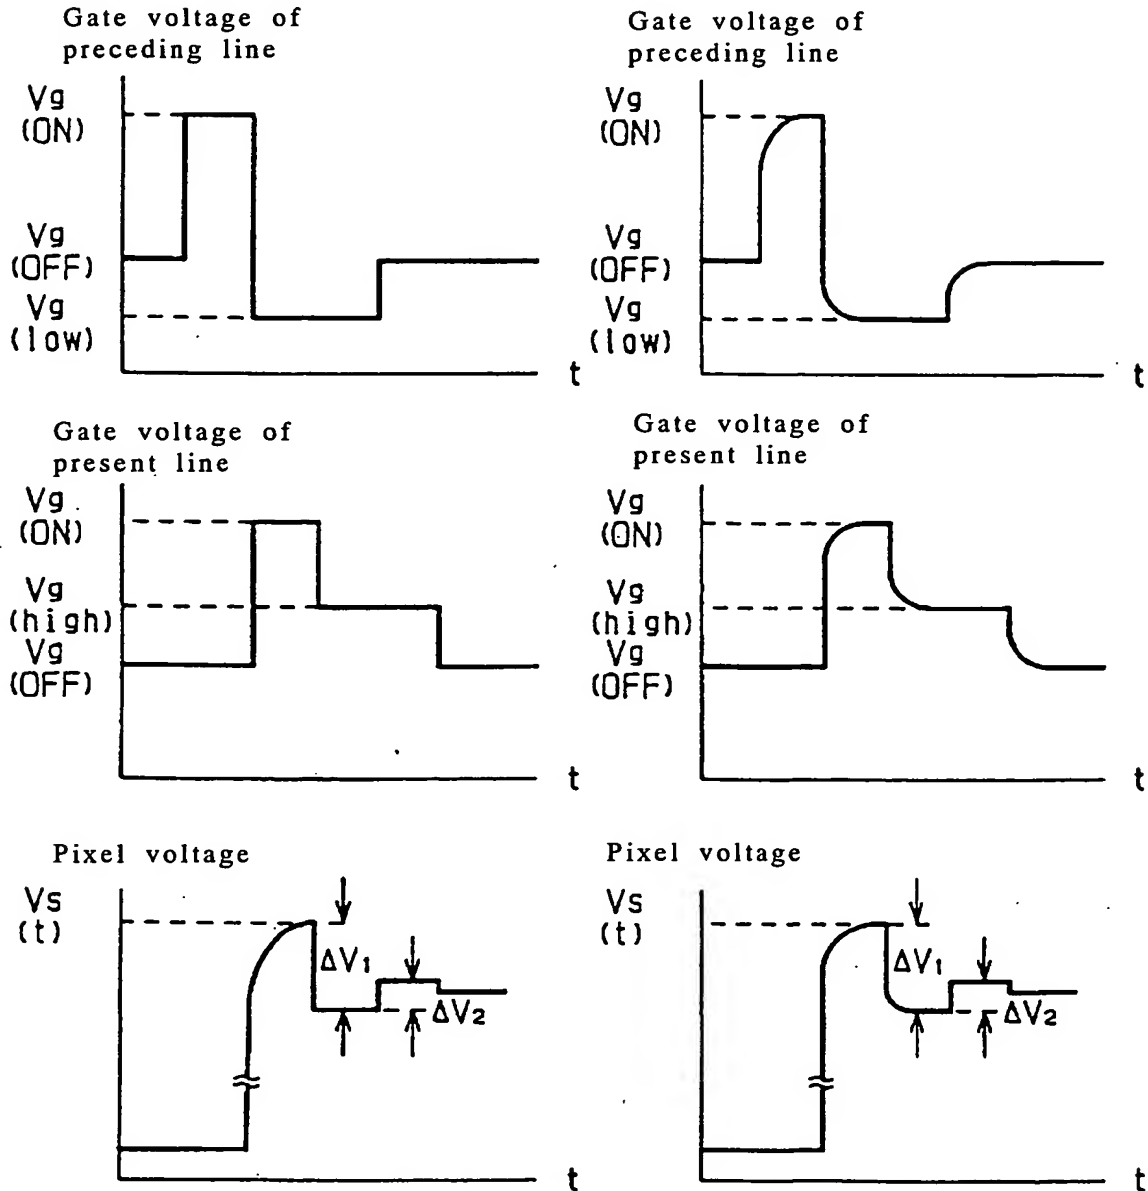 Gate voltage of
preceding line
Vg
(ON)
Vg
(OFF)
Vg
(low)
t
Gate voltage of
preceding line
Vg
(ON)
Vg
(OFF)
Vg
(low)
t
Gate voltage of
present line
Vg
(ON)
Vg
(high)
Vg
(OFF)
t
Gate voltage of
present line
Vg
(ON)
Vg
(high)
Vg
(OFF)
t
Pixel voltage
Vs
(t)
ΔV1
ΔV2
t
Pixel voltage
Vs
(t)
ΔV1
ΔV2
t